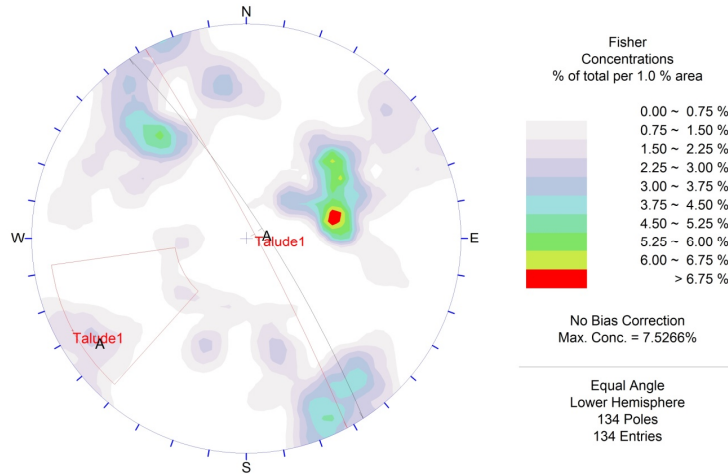 N
W
E
S
A
Talude1
Talude1
A
Fisher
Concentrations
% of total per 1.0 % area
0.00 ~ 0.75 %
0.75 ~ 1.50 %
1.50 ~ 2.25 %
2.25 ~ 3.00 %
3.00 ~ 3.75 %
3.75 ~ 4.50 %
4.50 ~ 5.25 %
5.25 ~ 6.00 %
6.00 ~ 6.75 %
> 6.75 %
No Bias Correction
Max. Conc. = 7.5266%
Equal Angle
Lower Hemisphere
134 Poles
134 Entries